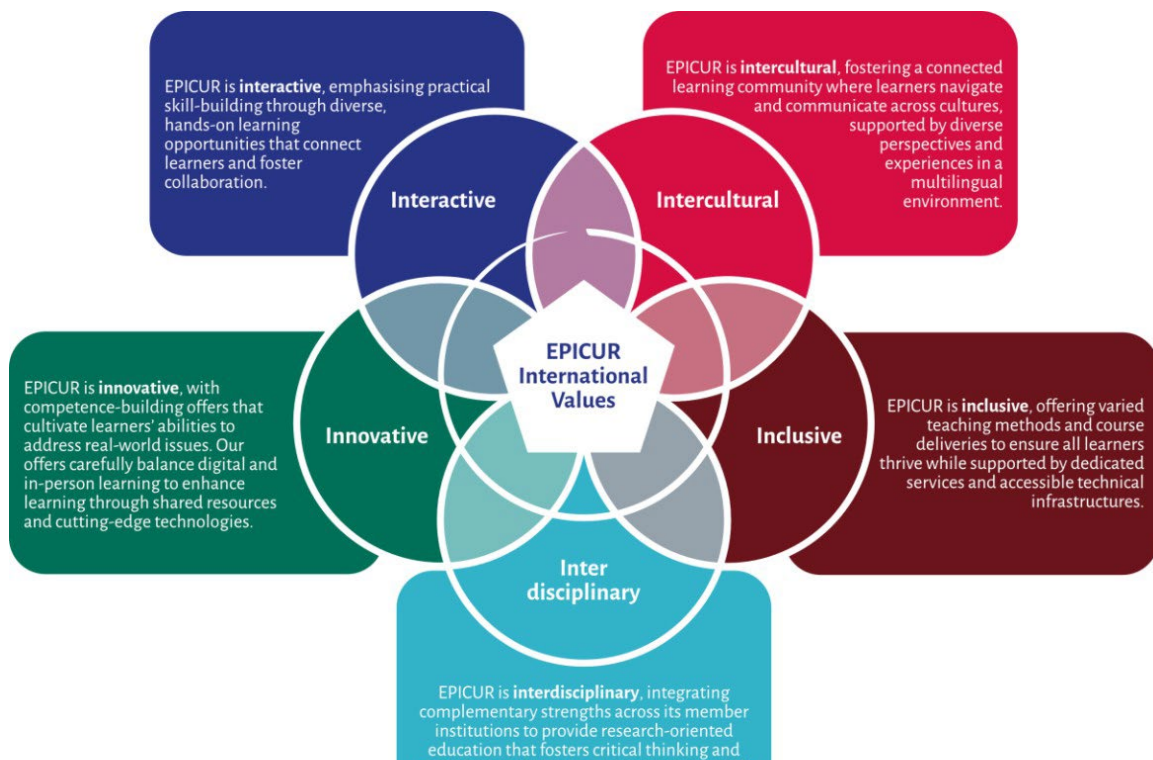 EPICUR is interactive, emphasising practical
skill-building through diverse,
hands-on learning
opportunities that connect
learners and foster
collaboration.
EPICUR is intercultural, fostering a connected
learning community where learners navigate
and communicate across cultures,
supported by diverse
perspectives and
experiences in a
multilingual
environment.
Interactive
Intercultural
EPICUR
International
Values
EPICUR is innovative, with
competence-building offers that
cultivate learners' abilities to
address real-world issues. Our
offers carefully balance digital and
in-person learning to enhance
learning through shared resources
and cutting-edge technologies.
Innovative
Inclusive
EPICUR is inclusive, offering varied
teaching methods and course
deliveries to ensure all learners
thrive while supported by dedicated
services and accessible technical
infrastructures.
Inter
disciplinary
EPICUR is interdisciplinary, integrating
complementary strengths across its member
institutions to provide research-oriented
education that fosters critical thinking and